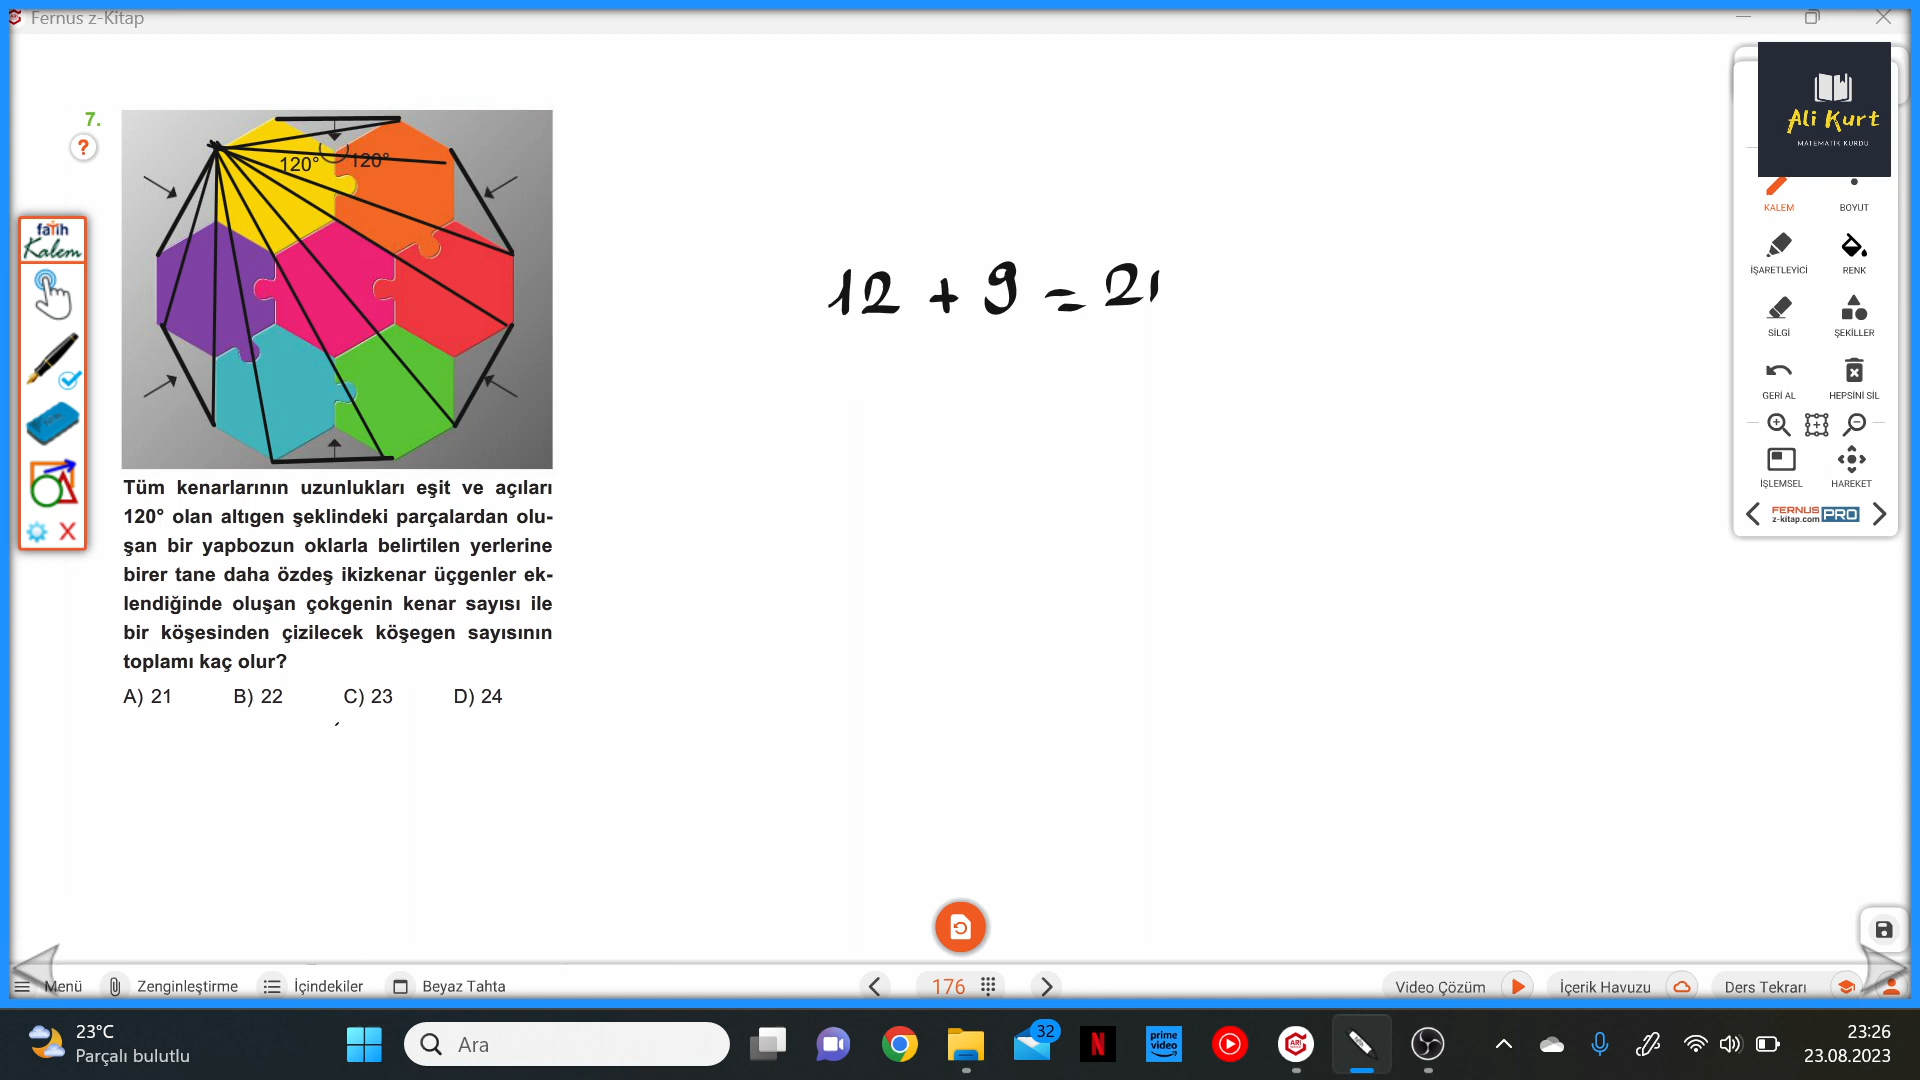 Fernus z-Kitap
7.
?
120° 120°
fatih
Kalem
Tüm kenarlarının uzunlukları eşit ve açıları
120° olan altıgen şeklindeki parçalardan olu-
şan bir yapbozun oklarla belirtilen yerlerine
birer tane daha özdeş ikizkenar üçgenler ek-
lendiğinde oluşan çokgenin kenar sayısı ile
bir köşesinden çizilecek köşegen sayısının
toplamı kaç olur?
A) 21 B) 22 C) 23 D) 24
12 + 9 = 21
Ali Kurt
MATEMATIK KURDU
KALEM BOYUT
İŞARETLEYİCİ RENK
SİLGİ ŞEKİLLER
GERİ AL HEPSİNİ SİL
İŞLEMSEL HAREKET
FERNUS PRO
z-kitap.com
Menü Zenginleştirme İçindekiler Beyaz Tahta 176 Video Çözüm İçerik Havuzu Ders Tekrarı
23°C
Parçalı bulutlu
Ara
32
N
prime
video
ARI
23:26
23.08.2023